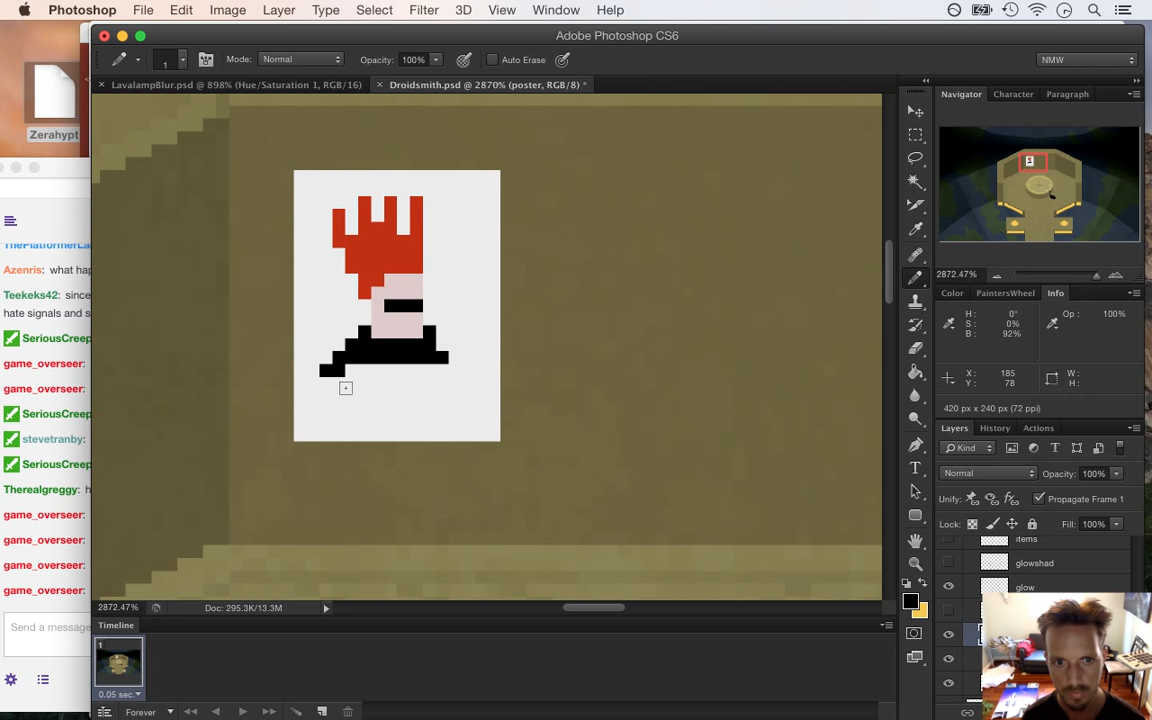 Photoshop File Edit Image Layer Type Select Filter 3D View Window Help
Adobe Photoshop CS6
1 Mode: Normal Opacity: 100% Auto Erase NMW
LavalampBlur.psd @ 898% (Hue/Saturation 1, RGB/16) Droidsmith.psd @ 2870% (poster, RGB/8) *
Zerahypt
ThePlatformerLa
Azenris: what hap
Teekeks42: since
hate signals and s
SeriousCreep
game_overseer:
game_overseer:
SeriousCreep
stevetranby:
SeriousCreep
Therealgreggy: h
game_overseer:
game_overseer:
game_overseer:
game_overseer:
Send a message
Navigator Character Paragraph
2872.47%
Color PaintersWheel Info
H: 0° Op: 100%
S: 0%
B: 92%
X: 185 W:
Y: 78 H:
420 px x 240 px (72 ppi)
Layers History Actions
Kind
Normal Opacity: 100%
Unify: Propagate Frame 1
Lock: Fill: 100%
items
glowshad
glow
2872.47% Doc: 295.3K/13.3M
Timeline
1
0.05 sec.
Forever